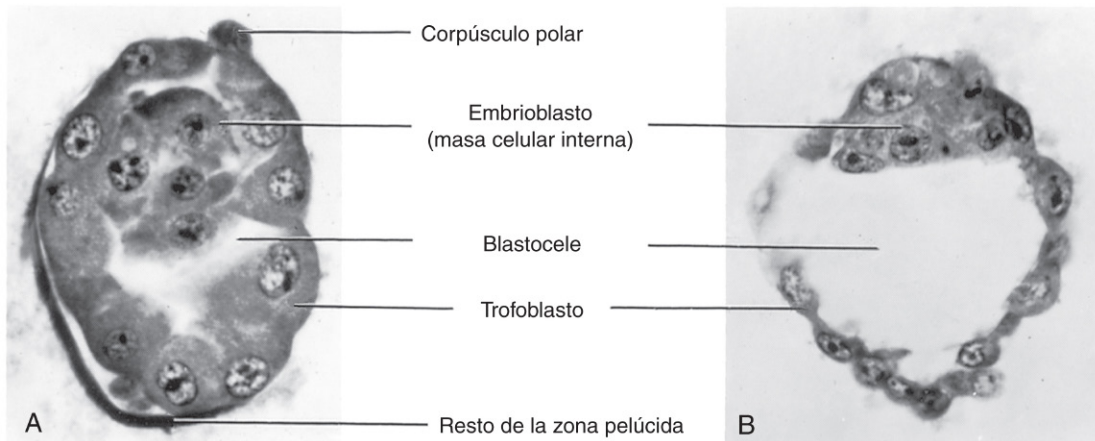 Corpúsculo polar
Embrioblasto
(masa celular interna)
Blastocele
Trofoblasto
Resto de la zona pelúcida
A
B